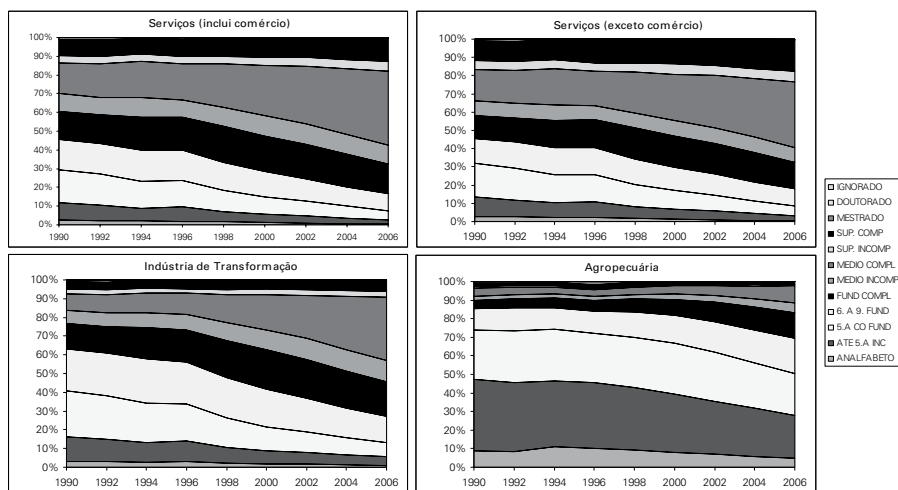 Serviços (inclui comércio)
100%
90%
80%
70%
60%
50%
40%
30%
20%
10%
0%
1990 1992 1994 1996 1998 2000 2002 2004 2006
Serviços (exceto comércio)
100%
90%
80%
70%
60%
50%
40%
30%
20%
10%
0%
1990 1992 1994 1996 1998 2000 2002 2004 2006
Indústria de Transformação
100%
90%
80%
70%
60%
50%
40%
30%
20%
10%
0%
1990 1992 1994 1996 1998 2000 2002 2004 2006
Agropecuária
100%
90%
80%
70%
60%
50%
40%
30%
20%
10%
0%
1990 1992 1994 1996 1998 2000 2002 2004 2006
IGNORADO
DOUTORADO
MESTRADO
SUP. COMP
SUP. INCOMP
MEDIO COMPL
MEDIO INCOMP
FUND COMPL
6. A 9. FUND
5.A CO FUND
ATE 5.A INC
ANALFABETO